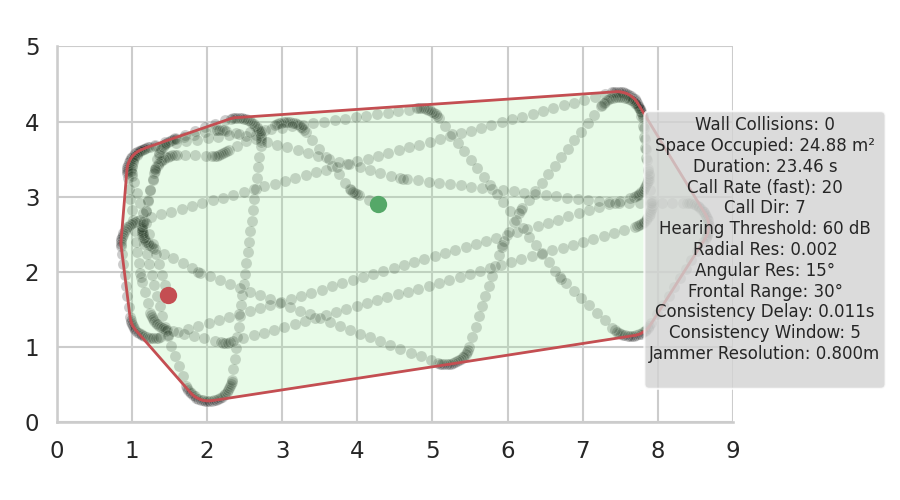 5
4
3
2
1
0
0 1 2 3 4 5 6 7 8 9
Wall Collisions: 0
Space Occupied: 24.88 m²
Duration: 23.46 s
Call Rate (fast): 20
Call Dir: 7
Hearing Threshold: 60 dB
Radial Res: 0.002
Angular Res: 15°
Frontal Range: 30°
Consistency Delay: 0.011s
Consistency Window: 5
Jammer Resolution: 0.800m